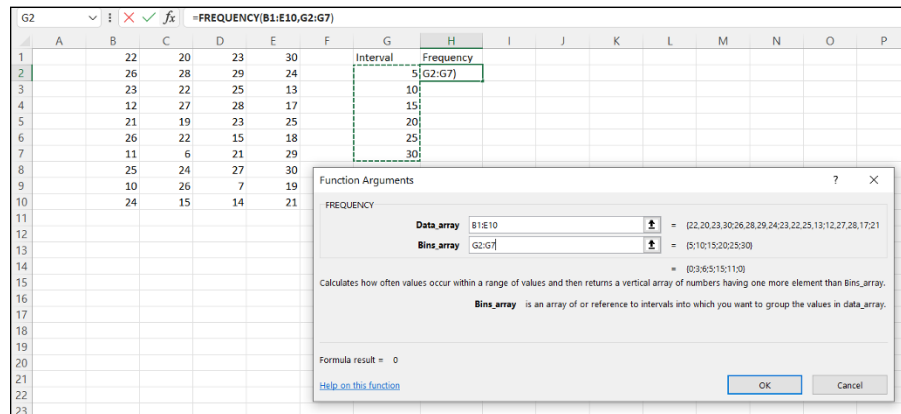 G2 fx =FREQUENCY(B1:E10,G2:G7)
A B C D E F G H I J K L M N O P
1 22 20 23 30 Interval Frequency
2 26 28 29 24 5 G2:G7)
3 23 22 25 13 10
4 12 27 28 17 15
5 21 19 23 25 20
6 26 22 15 18 25
7 11 6 21 29 30
8 25 24 27 30
9 10 26 7 19
10 24 15 14 21
11
12
13
14
15
16
17
18
19
20
21
22
23
Function Arguments ? ×
FREQUENCY
Data_array B1:E10 = {22,20,23,30;26,28,29,24;23,22,25,13;12,27,28,17;21
Bins_array G2:G7 = {5;10;15;20;25;30}
= {0;3;6;5;15;11;0}
Calculates how often values occur within a range of values and then returns a vertical array of numbers having one more element than Bins_array.
Bins_array is an array of or reference to intervals into which you want to group the values in data_array.
Formula result = 0
Help on this function OK Cancel